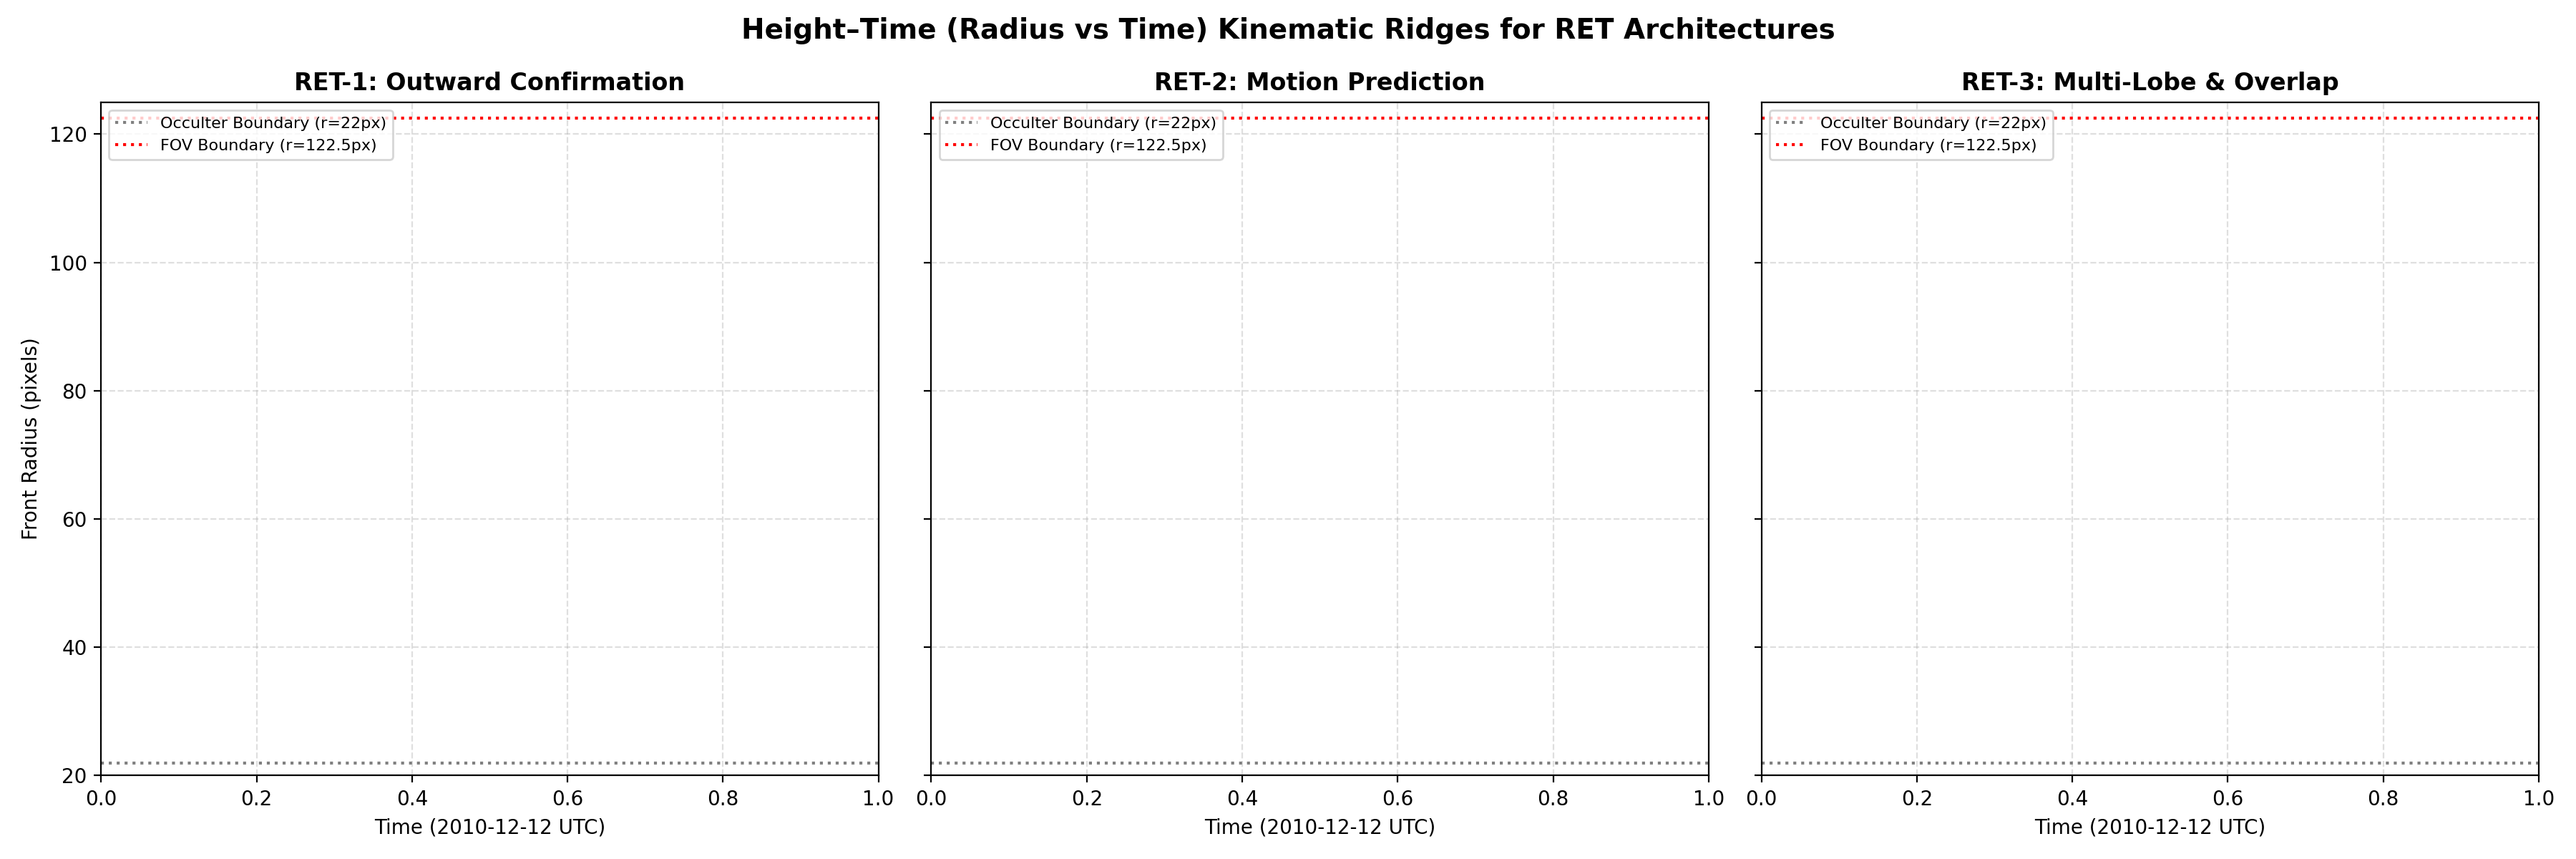 Height–Time (Radius vs Time) Kinematic Ridges for RET Architectures
RET-1: Outward Confirmation
Occulter Boundary (r=22px)
FOV Boundary (r=122.5px)
Front Radius (pixels)
120
100
80
60
40
20
0.0 0.2 0.4 0.6 0.8 1.0
Time (2010-12-12 UTC)
RET-2: Motion Prediction
Occulter Boundary (r=22px)
FOV Boundary (r=122.5px)
0.0 0.2 0.4 0.6 0.8 1.0
Time (2010-12-12 UTC)
RET-3: Multi-Lobe & Overlap
Occulter Boundary (r=22px)
FOV Boundary (r=122.5px)
0.0 0.2 0.4 0.6 0.8 1.0
Time (2010-12-12 UTC)